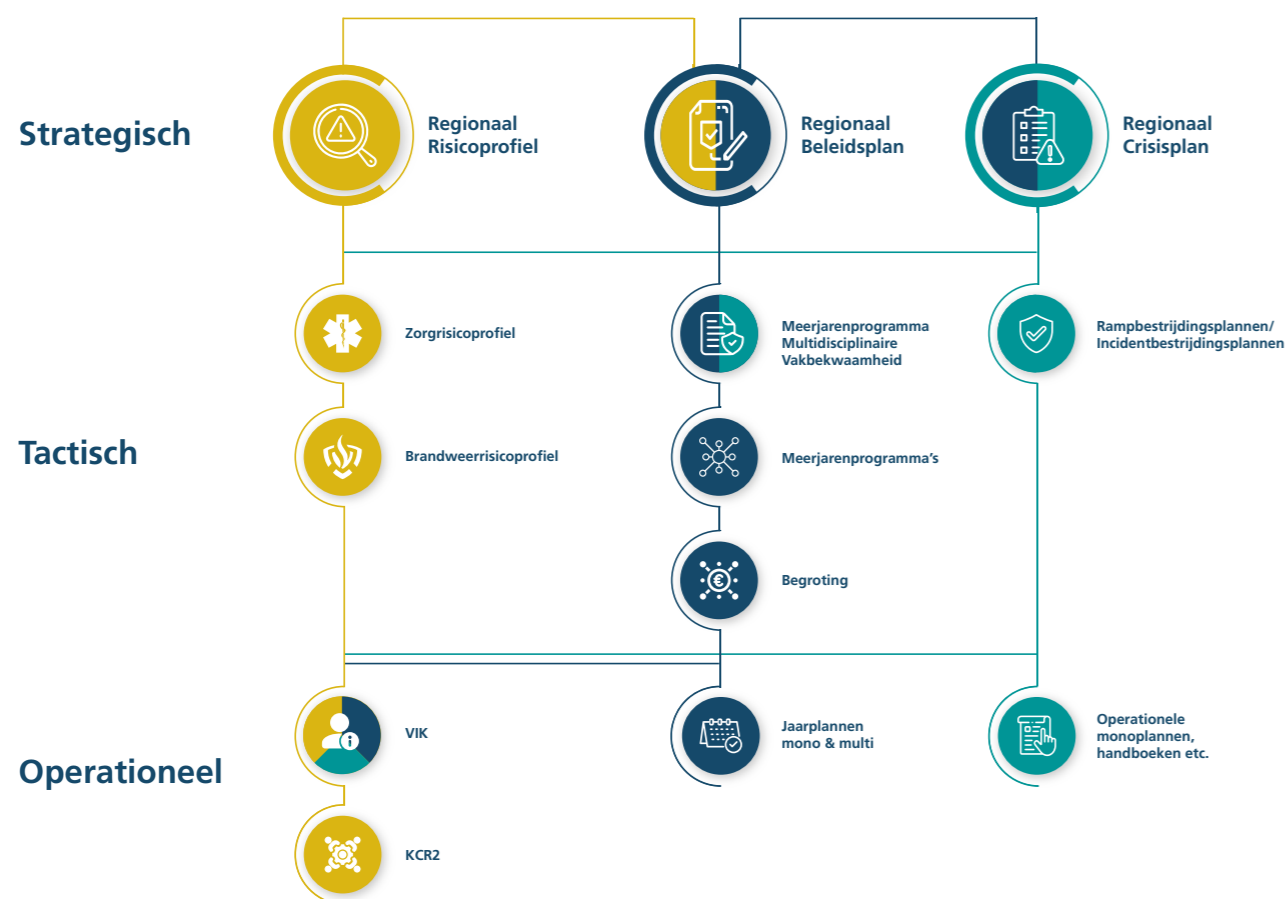 Strategisch
Regionaal
Risicoprofiel
Regionaal
Beleidsplan
Regionaal
Crisisplan
Tactisch
Zorgrisicoprofiel
Meerjarenprogramma
Multidisciplinaire
Vakbekwaamheid
Rampbestrijdingsplannen/
Incidentbestrijdingsplannen
Brandweerrisicoprofiel
Meerjarenprogramma's
€
Begroting
Operationeel
VIK
Jaarplannen
mono & multi
Operationele
monoplannen,
handboeken etc.
KCR2